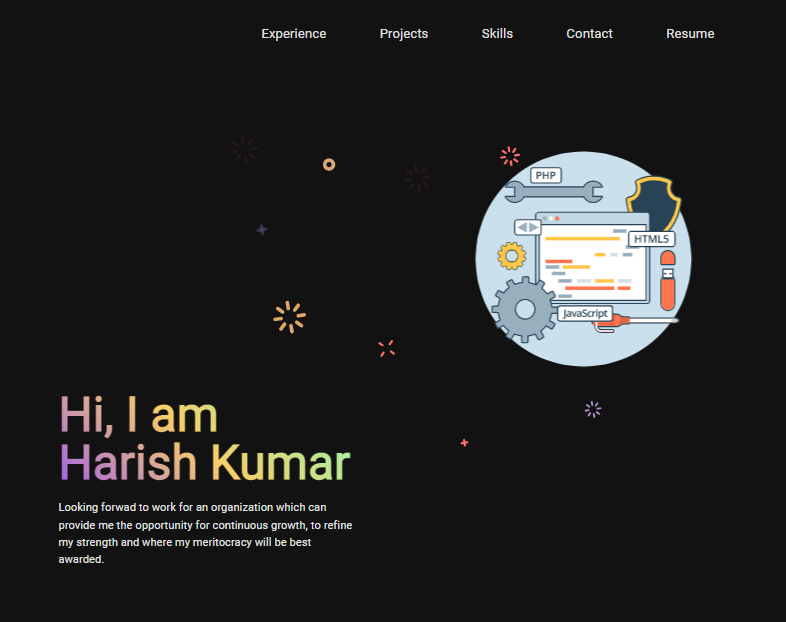 Experience Projects Skills Contact Resume
PHP
HTML5
JavaScript
Hi, I am
Harish Kumar
Looking forwad to work for an organization which can
provide me the opportunity for continuous growth, to refine
my strength and where my meritocracy will be best
awarded.